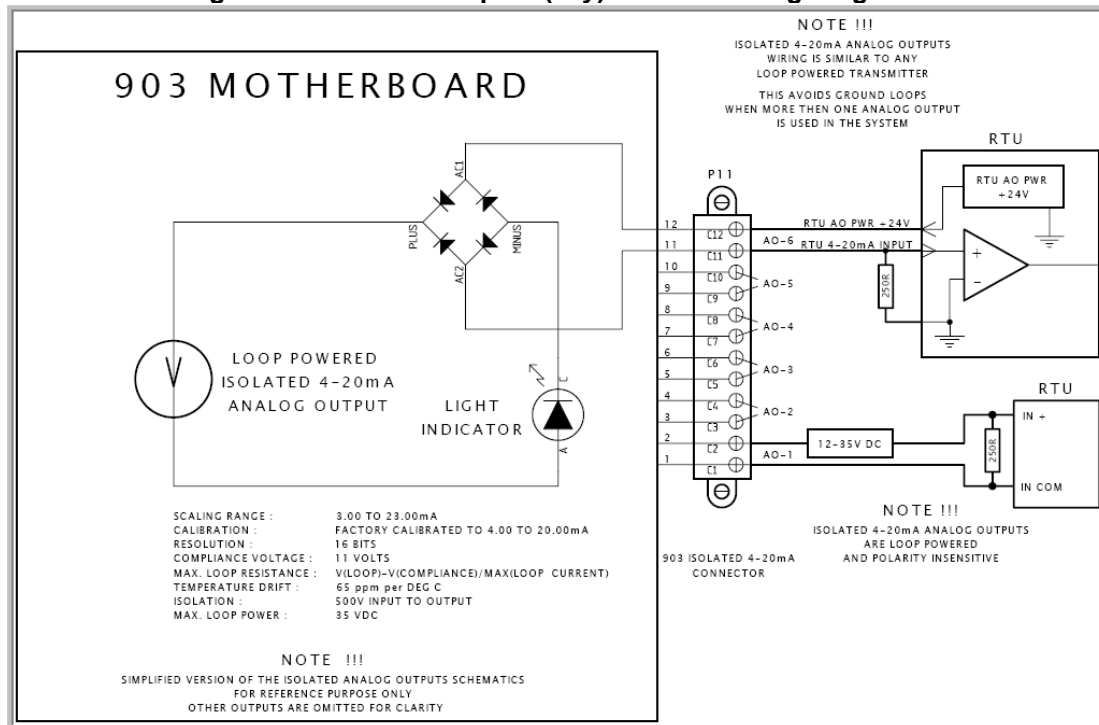 903 MOTHERBOARD
AC1
PLUS
MINUS
AC2
LOOP POWERED
ISOLATED 4-20mA
ANALOG OUTPUT
LIGHT
INDICATOR
C
A
SCALING RANGE : 3.00 TO 23.00mA
CALIBRATION : FACTORY CALIBRATED TO 4.00 TO 20.00mA
RESOLUTION : 16 BITS
COMPLIANCE VOLTAGE : 11 VOLTS
MAX. LOOP RESISTANCE : V(LOOP)-V(COMPLIANCE)/MAX(LOOP CURRENT)
TEMPERATURE DRIFT : 65 ppm per DEG C
ISOLATION : 500V INPUT TO OUTPUT
MAX. LOOP POWER : 35 VDC
NOTE !!!
SIMPLIFIED VERSION OF THE ISOLATED ANALOG OUTPUTS SCHEMATICS
FOR REFERENCE PURPOSE ONLY
OTHER OUTPUTS ARE OMITTED FOR CLARITY
NOTE !!!
ISOLATED 4-20mA ANALOG OUTPUTS
WIRING IS SIMILAR TO ANY
LOOP POWERED TRANSMITTER
THIS AVOIDS GROUND LOOPS
WHEN MORE THEN ONE ANALOG OUTPUT
IS USED IN THE SYSTEM
P11
12
11
10
9
8
7
6
5
4
3
2
1
C12
C11
C10
C9
C8
C7
C6
C5
C4
C3
C2
C1
AO-6
AO-5
AO-4
AO-3
AO-2
AO-1
RTU AO PWR +24V
RTU 4-20mA INPUT
RTU
RTU AO PWR
+24V
+
-
250R
12-35V DC
RTU
IN +
250R
IN COM
NOTE !!!
ISOLATED 4-20mA ANALOG OUTPUTS
ARE LOOP POWERED
AND POLARITY INSENSITIVE
903 ISOLATED 4-20mA
CONNECTOR